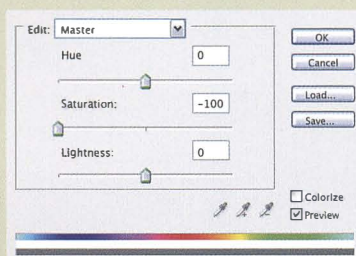 Edit: Master
Hue 0
Saturation: -100
Lightness: 0
OK
Cancel
Load...
Save...
Colorize
Preview